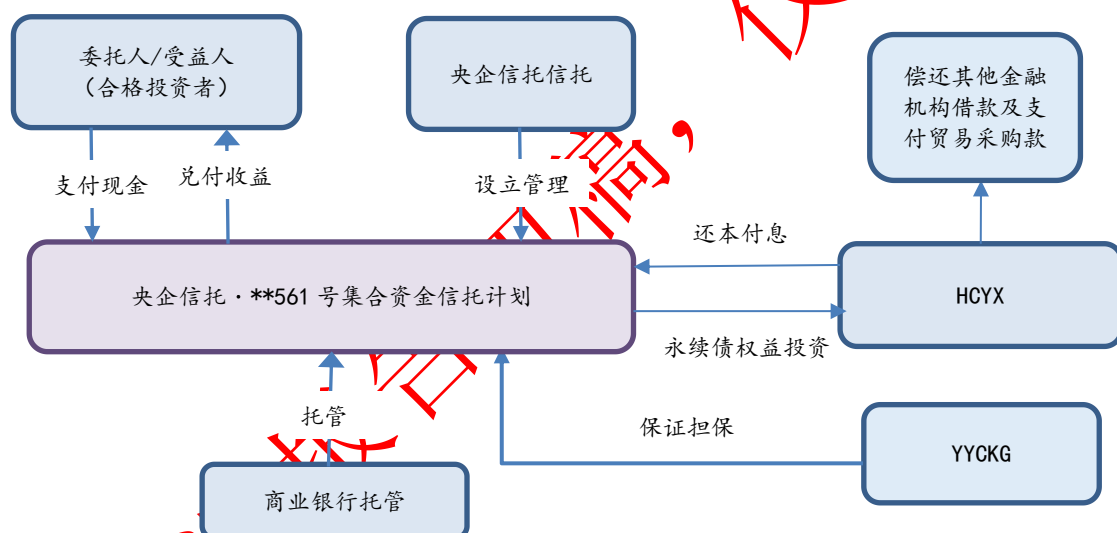 委托人/受益人
（合格投资者）
央企信托信托
偿还其他金融
机构借款及支
付贸易采购款
支付现金
兑付收益
设立管理
还本付息
央企信托·**561 号集合资金信托计划
HCYX
永续债权益投资
托管
保证担保
YYCKG
商业银行托管